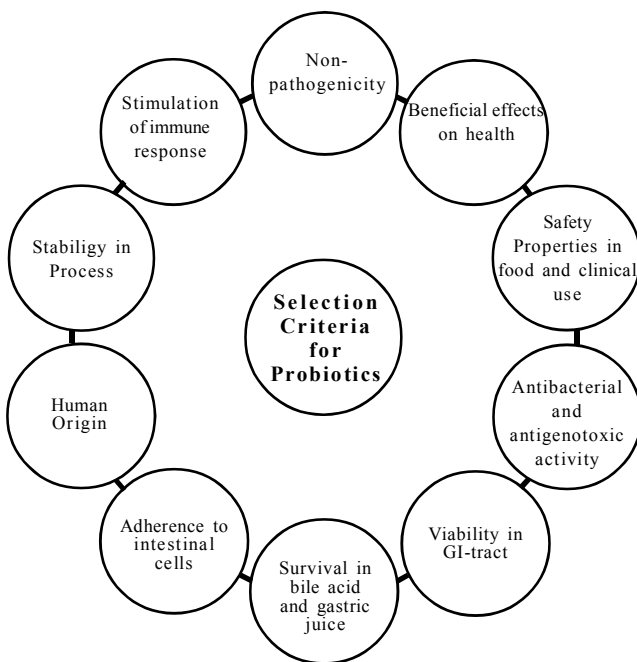 Non-
pathogenicity
Beneficial effects
on health
Safety
Properties in
food and clinical
use
Antibacterial
and
antigenotoxic
activity
Viability in
GI-tract
Survival in
bile acid
and gastric
juice
Adherence to
intestinal
cells
Human
Origin
Stabiligy in
Process
Stimulation
of immune
response
Selection
Criteria
for
Probiotics